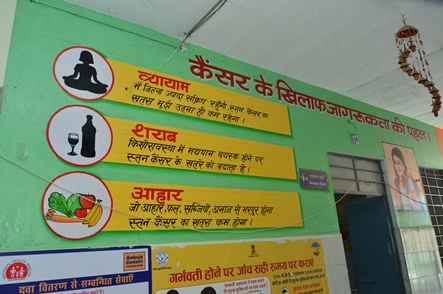 कैंसर के खिलाफ जागरुकता की पहल।
व्यायाम
मैं जितना ज्यादा सक्रिय रहूँगी, स्तन कैंसर का
खतरा मुझे उतना ही कम रहेगा।
शराब
किशोरावस्था में मद्यपान वयस्क होने पर
स्तन कैंसर के खतरे को बढाता है।
आहार
जो आहार, फल, सब्जियों, अनाज से भरपूर होगा
स्तन कैंसर का खतरा कम होगा।
दवा वितरण से सम्बन्धित सेवाएँ
Ambuja
Cement
गर्भवती होने पर जाँच सही समय पर कराएं